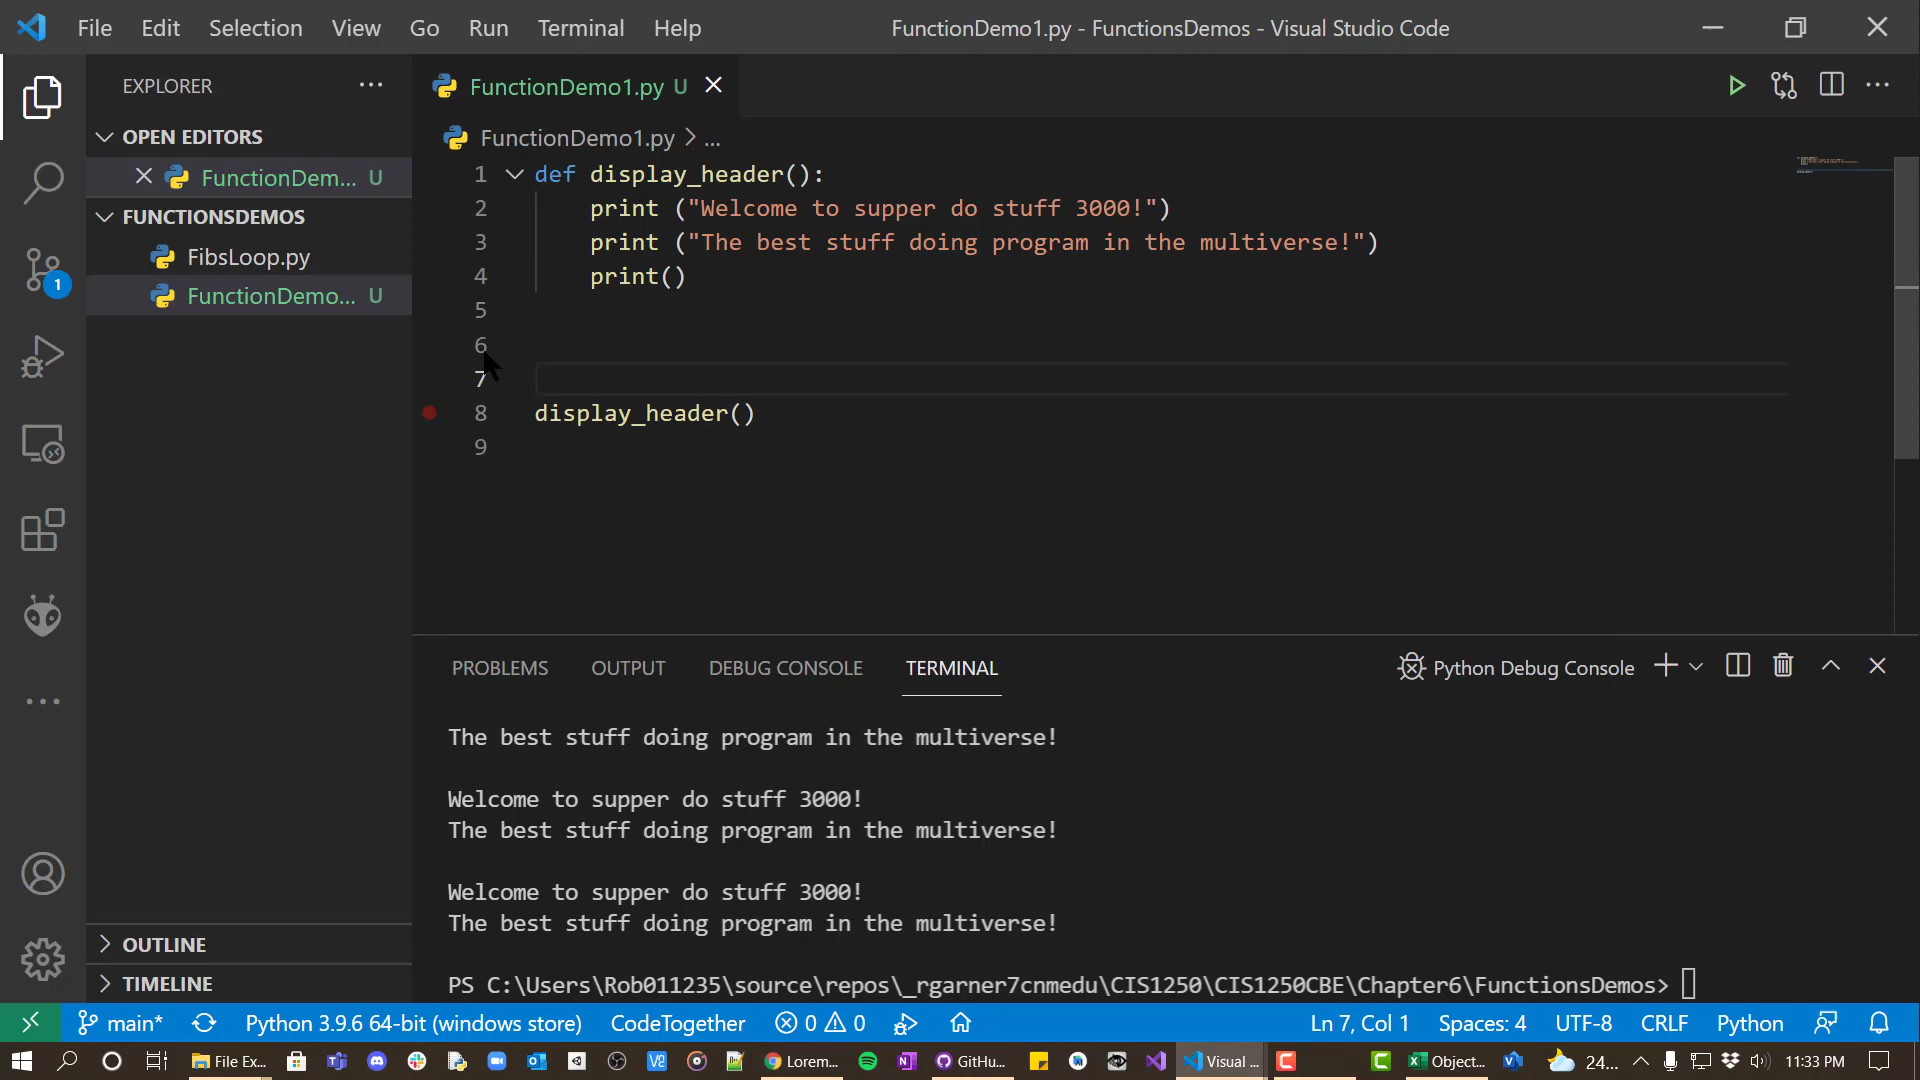 File Edit Selection View Go Run Terminal Help FunctionDemo1.py - FunctionsDemos - Visual Studio Code
EXPLORER
OPEN EDITORS
FunctionDem... U
FUNCTIONSDEMOS
FibsLoop.py
FunctionDemo... U
1
OUTLINE
TIMELINE
FunctionDemo1.py U
FunctionDemo1.py > ...
1 def display_header():
2 print ("Welcome to supper do stuff 3000!")
3 print ("The best stuff doing program in the multiverse!")
4 print()
5
6
7
8 display_header()
9
PROBLEMS OUTPUT DEBUG CONSOLE TERMINAL Python Debug Console
The best stuff doing program in the multiverse!
Welcome to supper do stuff 3000!
The best stuff doing program in the multiverse!
Welcome to supper do stuff 3000!
The best stuff doing program in the multiverse!
PS C:\Users\Rob011235\source\repos\_rgarner7cnmedu\CIS1250\CIS1250CBE\Chapter6\FunctionsDemos>
main* Python 3.9.6 64-bit (windows store) CodeTogether 0 0 Ln 7, Col 1 Spaces: 4 UTF-8 CRLF Python
File Ex... Lorem... GitHu... Visual ... Object... 24... 11:33 PM